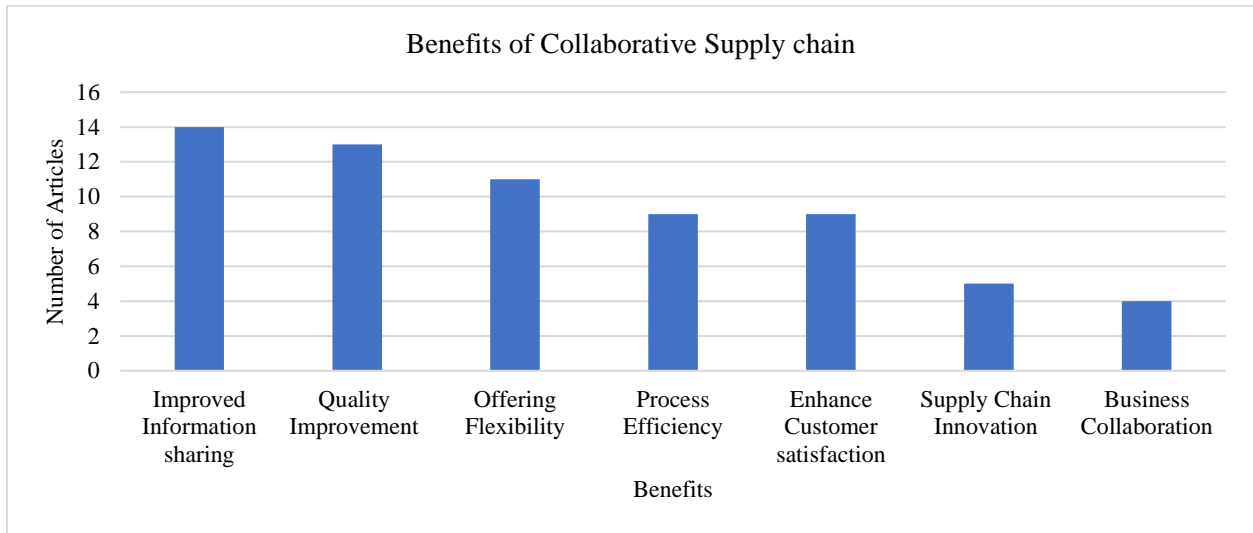 Benefits of Collaborative Supply chain
Number of Articles
16
14
12
10
8
6
4
2
0
Improved
Information
sharing
Quality
Improvement
Offering
Flexibility
Process
Efficiency
Enhance
Customer
satisfaction
Supply Chain
Innovation
Business
Collaboration
Benefits